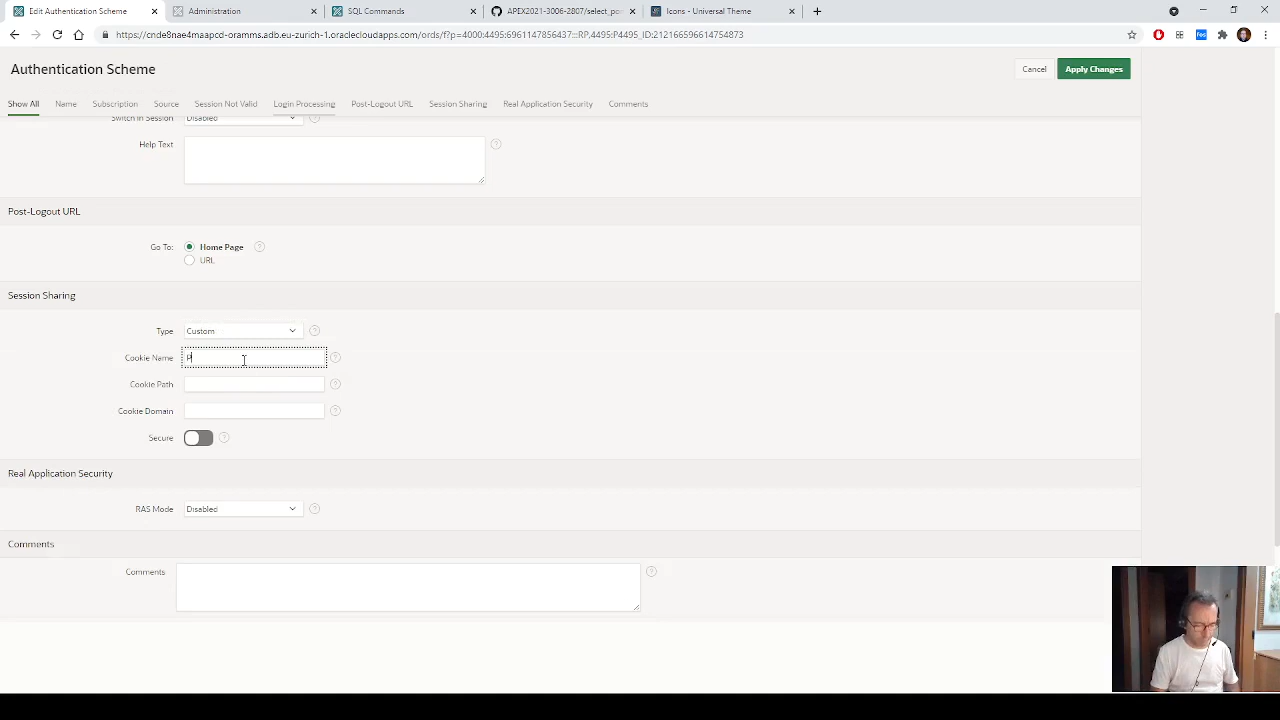 Edit Authentication Scheme
Administration
SQL Commands
APEX2021-3006-2807/select_po
Icons - Universal Theme
https://cnde8nae4maapcd-oramms.adb.eu-zurich-1.oraclecloudapps.com/ords/f?p=4000:4495:6961147856437:::RP,4495:P4495_ID:212166596614754873
Authentication Scheme
Cancel
Apply Changes
Show All
Name
Subscription
Source
Session Not Valid
Login Processing
Post-Logout URL
Session Sharing
Real Application Security
Comments
Switch in Session
Disabled
Help Text
Post-Logout URL
Go To:
Home Page
URL
Session Sharing
Type
Custom
Cookie Name
P
Cookie Path
Cookie Domain
Secure
Real Application Security
RAS Mode
Disabled
Comments
Comments